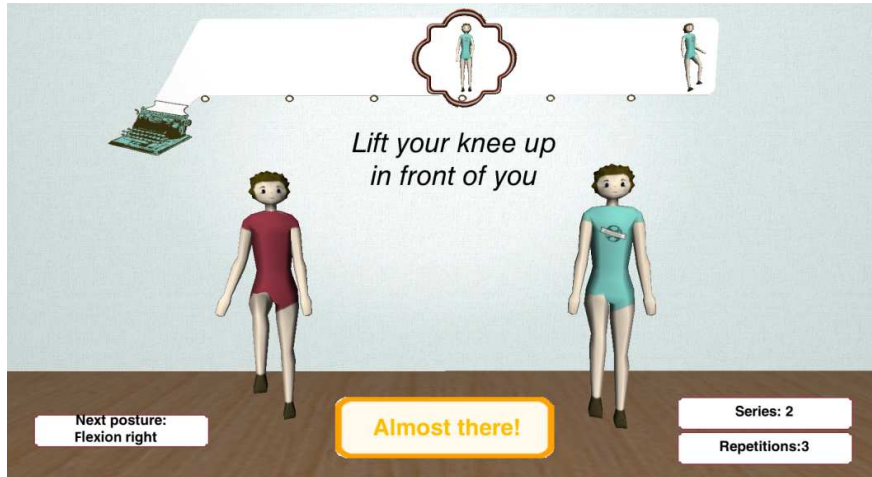 Lift your knee up
in front of you
Next posture:
Flexion right
Almost there!
Series: 2
Repetitions:3